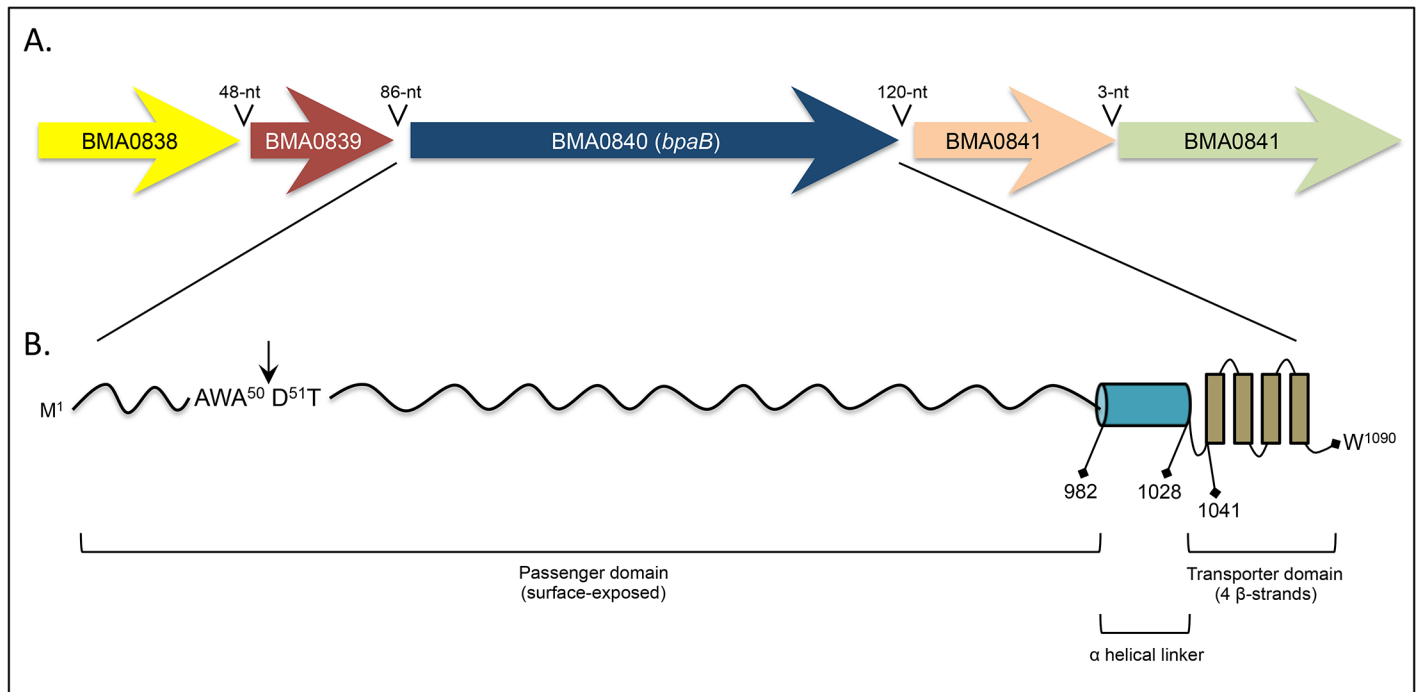 A.
48-nt
86-nt
120-nt
3-nt
BMA0838
BMA0839
BMA0840 (bpaB)
BMA0841
BMA0841
B.
M¹
AWA⁵⁰ D⁵¹T
W¹⁰⁹⁰
982
1028
1041
Passenger domain
(surface-exposed)
Transporter domain
(4 β-strands)
α helical linker